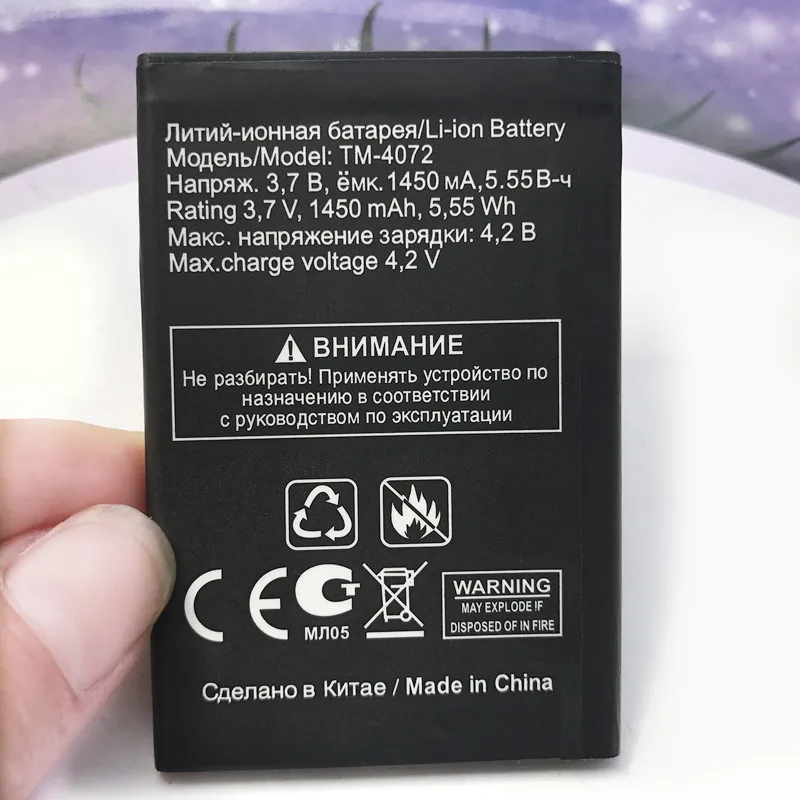 Литий-ионная батарея/Li-ion Battery
Модель/Model: TM-4072
Напряж. 3,7 В, ёмк. 1450 мА,5.55В-ч
Rating 3,7 V, 1450 mAh, 5,55 Wh
Макс. напряжение зарядки: 4,2 В
Max.charge voltage 4,2 V
ВНИМАНИЕ
Не разбирать! Применять устройство по
назначению в соответствии
с руководством по эксплуатации
CE
МЛ05
WARNING
MAY EXPLODE IF
DISPOSED OF IN FIRE
Сделано в Китае / Made in China